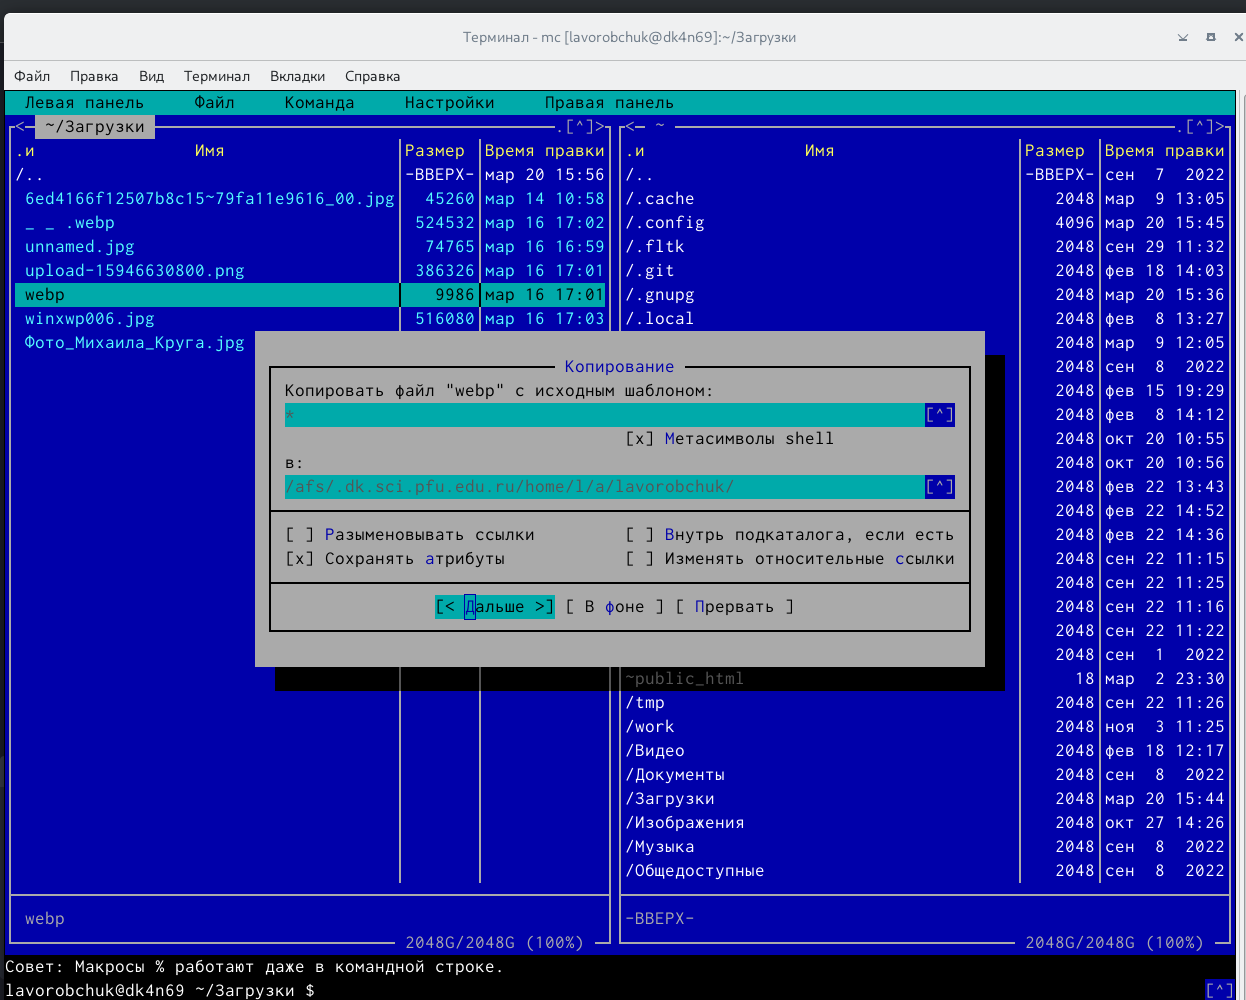 Терминал - mc [lavorobchuk@dk4n69]:~/Загрузки
Файл Правка Вид Терминал Вкладки Справка
Левая панель Файл Команда Настройки Правая панель
<─ ~/Загрузки .[^]> <─ ~ .[^]>
.и Имя Размер Время правки .и Имя Размер Время правки
/.. -ВВЕРХ- мар 20 15:56 /.. -ВВЕРХ- сен 7 2022
6ed4166f12507b8c15~79fa11e9616_00.jpg 45260 мар 14 10:58 /.cache 2048 мар 9 13:05
_ _ .webp 524532 мар 16 17:02 /.config 4096 мар 20 15:45
unnamed.jpg 74765 мар 16 16:59 /.fltk 2048 сен 29 11:32
upload-15946630800.png 386326 мар 16 17:01 /.git 2048 фев 18 14:03
webp 9986 мар 16 17:01 /.gnupg 2048 мар 20 15:36
winxwp006.jpg 516080 мар 16 17:03 /.local 2048 фев 8 13:27
Фото_Михаила_Круга.jpg 2048 мар 9 12:05
Копирование 2048 сен 8 2022
Копировать файл "webp" с исходным шаблоном: 2048 фев 15 19:29
* [^] 2048 фев 8 14:12
[x] Метасимволы shell 2048 окт 20 10:55
в: 2048 окт 20 10:56
/afs/.dk.sci.pfu.edu.ru/home/l/a/lavorobchuk/ [^] 2048 фев 22 13:43
2048 фев 22 14:52
[ ] Разыменовывать ссылки [ ] Внутрь подкаталога, если есть 2048 фев 22 14:36
[x] Сохранять атрибуты [ ] Изменять относительные ссылки 2048 сен 22 11:15
2048 сен 22 11:25
[< Дальше >] [ В фоне ] [ Прервать ] 2048 сен 22 11:16
2048 сен 22 11:22
2048 сен 1 2022
~public_html 18 мар 2 23:30
/tmp 2048 сен 22 11:26
/work 2048 ноя 3 11:25
/Видео 2048 фев 18 12:17
/Документы 2048 сен 8 2022
/Загрузки 2048 мар 20 15:44
/Изображения 2048 окт 27 14:26
/Музыка 2048 сен 8 2022
/Общедоступные 2048 сен 8 2022
webp -ВВЕРХ-
2048G/2048G (100%) 2048G/2048G (100%)
Совет: Макросы % работают даже в командной строке.
lavorobchuk@dk4n69 ~/Загрузки $ [^]